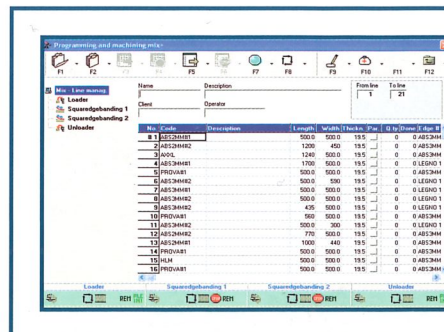 Programming and machining mix-
F1 F2 F5 F7 F8 F9 F10 F11 F12
Mix - Line manag.
Loader
Squaredgebanding 1
Squaredgebanding 2
Unloader
Name Description From line To line
1 21
Client Operator
No Code Description Length Width Thickn. Par Q.ty Done Edge R
# 1 ABS2MM#1 500.0 500.0 19.5 0 0 ABS3MM
2 ABS2MM#2 1200 450 19.5 0 0 ABS3MM
3 1240 500.0 19.5 0 0 ABS3MM
4 ABS3MM#1 1700 500.0 19.5 0 0 LEGNO 1
5 PROVA#1 500.0 500.0 19.5 0 0 ABS3MM
6 ABS3MM#2 500.0 590 19.5 0 0 LEGNO 1
7 ABS3MM#2 500.0 500.0 19.5 0 0 LEGNO 1
8 ABS3MM#2 500.0 500.0 19.5 0 0 ABS3MM
9 ABS3MM#2 435 500.0 19.5 0 0 LEGNO 1
10 PROVA#1 560 500.0 19.5 0 0 LEGNO 1
11 ABS2MM#2 500.0 300 19.5 0 0 LEGNO 1
12 ABS2MM#2 770 500.0 19.5 0 0 ABS3MM
13 ABS2MM#1 1000 440 19.5 0 0 ABS3MM
14 PROVA#1 500.0 500.0 19.5 0 0 ABS3MM
15 HLM 500.0 500.0 19.5 0 0 ABS3MM
16 PROVA#1 500.0 500.0 19.5 0 0 ABS3MM
Loader Squaredgebanding 1 Squaredgebanding 2 Unloader
REM REM REM REM